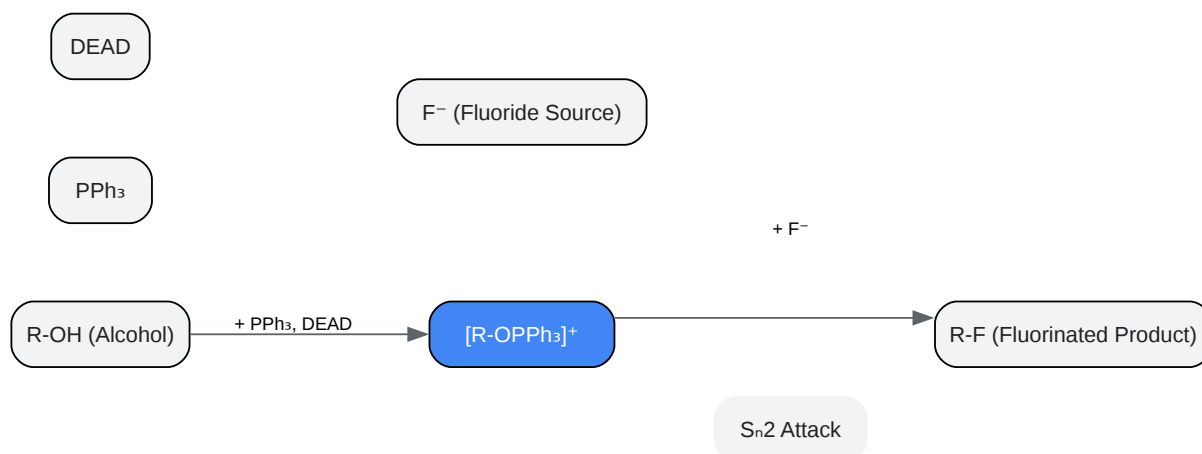 DEAD
F⁻ (Fluoride Source)
PPh₃
+ F⁻
R-OH (Alcohol)
+ PPh₃, DEAD
[R-OPPh₃]⁺
R-F (Fluorinated Product)
Sₙ2 Attack